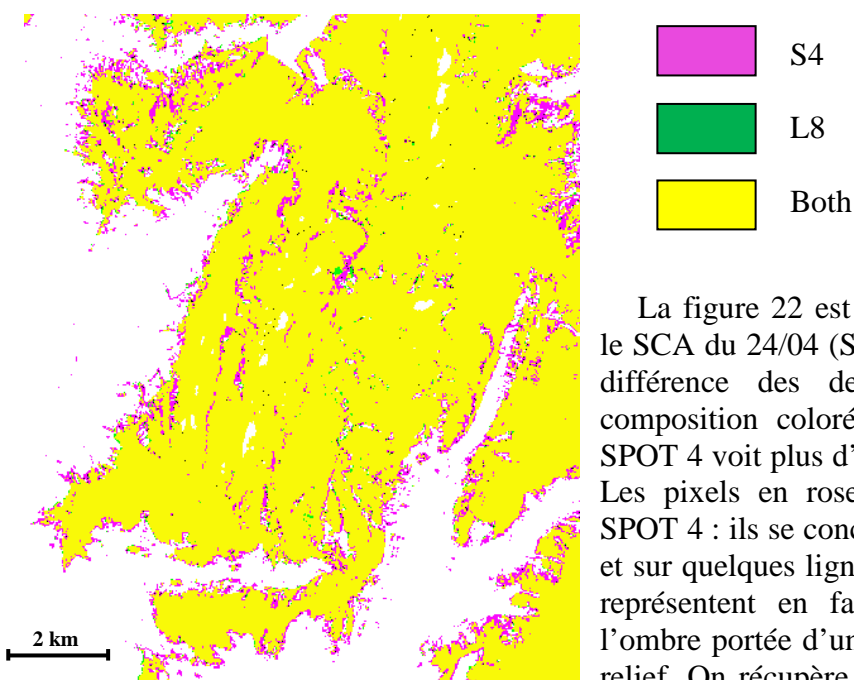 S4
L8
Both
La figure 22 est
le SCA du 24/04 (S
différence des de
composition coloré
SPOT 4 voit plus d'
Les pixels en rose
SPOT 4 : ils se conc
et sur quelques lign
représentent en fa
l'ombre portée d'un
relief. On récupère
2 km